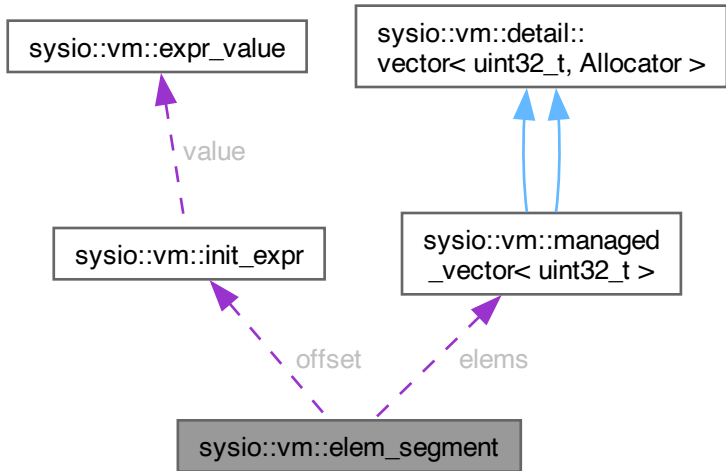 sysio::vm::expr_value
sysio::vm::detail::
vector< uint32_t, Allocator >
value
sysio::vm::init_expr
sysio::vm::managed
_vector< uint32_t >
offset
elems
sysio::vm::elem_segment